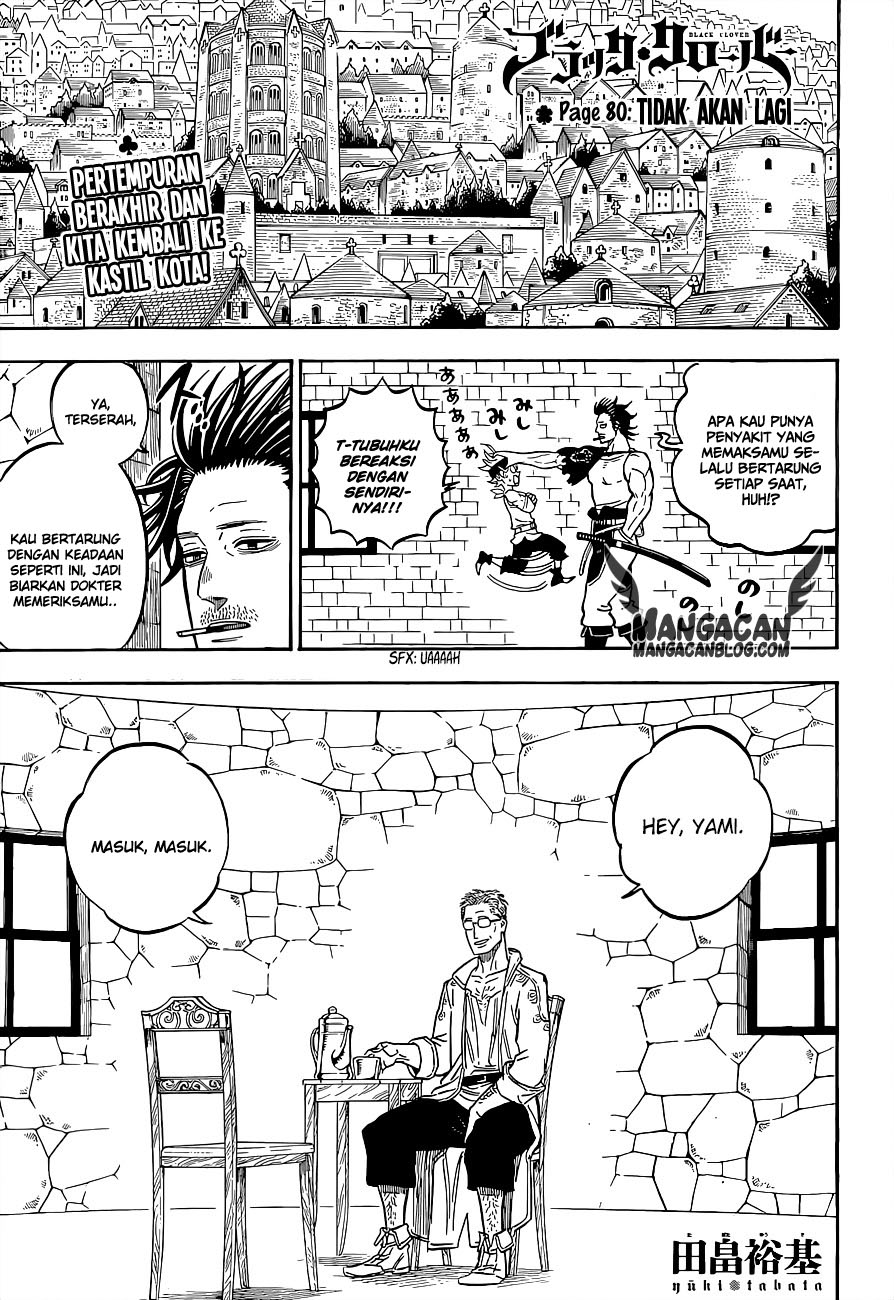 BLACK CLOVER
ブラック・クローバー
Page 80: TIDAK AKAN LAGI
PERTEMPURAN
BERAKHIR DAN
KITA KEMBALI KE
KASTIL KOTA!
APA KAU PUNYA
PENYAKIT YANG
MEMAKSAMU SE-
LALU BERTARUNG
SETIAP SAAT,
HUH!?
T-TUBUHKU
BEREAKSI
DENGAN
SENDIRI-
NYA!!!
ああああああ
みし
みし
のしの
MANGACAN
MANGACANBLOG.COM
SFX: UAAAAH
YA,
TERSERAH,
KAU BERTARUNG
DENGAN KEADAAN
SEPERTI INI, JADI
BIARKAN DOKTER
MEMERIKSAMU..
HEY, YAMI.
MASUK, MASUK.
田畠裕基
yūki tabata